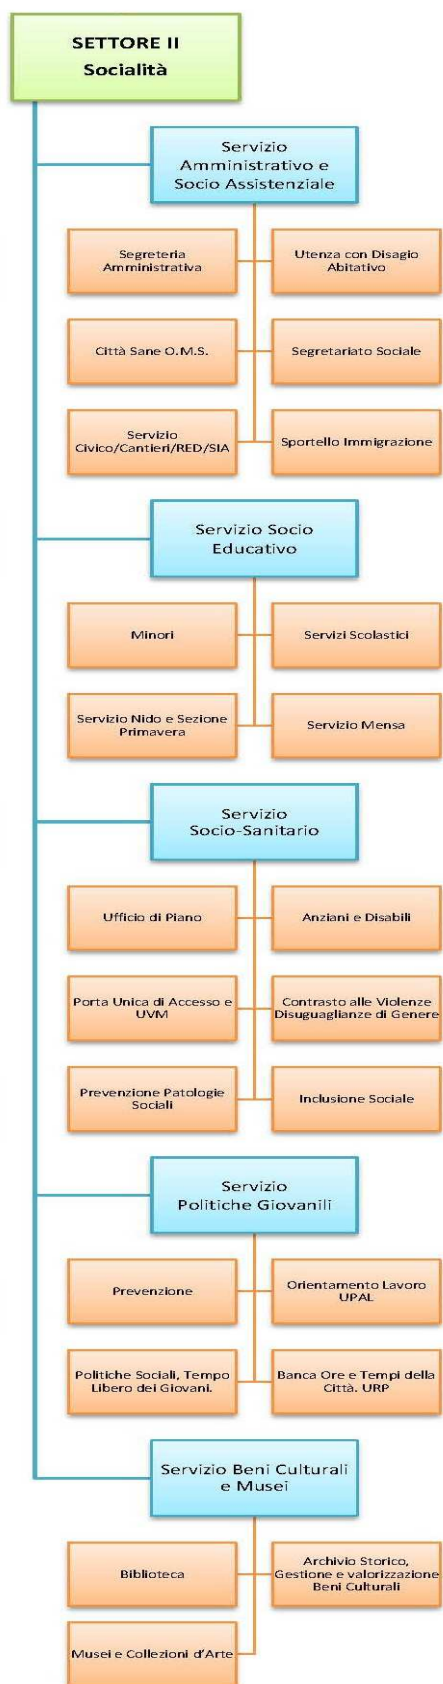 SETTORE II
Socialità
Servizio
Amministrativo e
Socio Assistenziale
Segreteria
Amministrativa
Utenza con Disagio
Abitativo
Città Sane O.M.S.
Segretariato Sociale
Servizio
Civico/Cantieri/RED/SIA
Sportello Immigrazione
Servizio Socio
Educativo
Minori
Servizi Scolastici
Servizio Nido e Sezione
Primavera
Servizio Mensa
Servizio
Socio-Sanitario
Ufficio di Piano
Anziani e Disabili
Porta Unica di Accesso e
UVM
Contrasto alle Violenze
Disuguaglianze di Genere
Prevenzione Patologie
Sociali
Inclusione Sociale
Servizio
Politiche Giovanili
Prevenzione
Orientamento Lavoro
UPAL
Politiche Sociali, Tempo
Libero dei Giovani.
Banca Ore e Tempi della
Città. URP
Servizio Beni Culturali
e Musei
Biblioteca
Archivio Storico,
Gestione e valorizzazione
Beni Culturali
Musei e Collezioni d'Arte